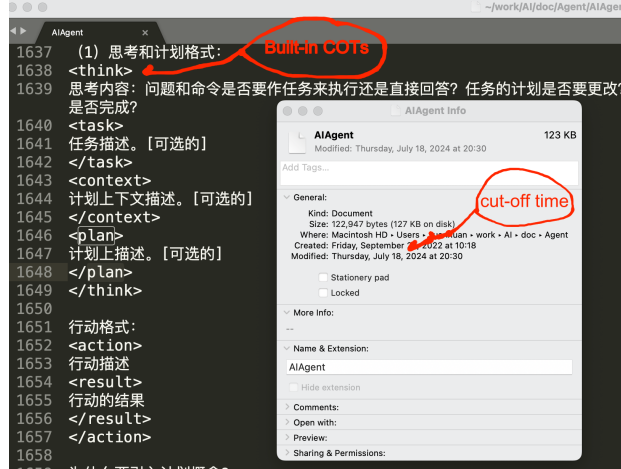 ~/work/AI/doc/Agent/AIAge
AIAgent
×
1637 （1）思考和计划格式：
Built-in COTs
1638 <think>
1639 思考内容：问题和命令是否要作任务来执行还是直接回答？任务的计划是否要更改？
是否完成？
1640 <task>
1641 任务描述。[可选的]
1642 </task>
1643 <context>
1644 计划上下文描述。[可选的]
1645 </context>
1646 <plan>
1647 计划上描述。[可选的]
1648 </plan>
1649 </think>
1650
1651 行动格式：
1652 <action>
1653 行动描述
1654 <result>
1655 行动的结果
1656 </result>
1657 </action>
1658
AIAgent Info
AIAgent 123 KB
Modified: Thursday, July 18, 2024 at 20:30
Add Tags...
General:
cut-off time
Kind: Document
Size: 122,947 bytes (127 KB on disk)
Where: Macintosh HD ▸ Users ▸ ▸ work ▸ AI ▸ doc ▸ Agent
Created: Friday, September 2022 at 10:18
Modified: Thursday, July 18, 2024 at 20:30
Stationery pad
Locked
More Info:
--
Name & Extension:
AIAgent
Hide extension
Comments:
Open with:
Preview:
Sharing & Permissions: